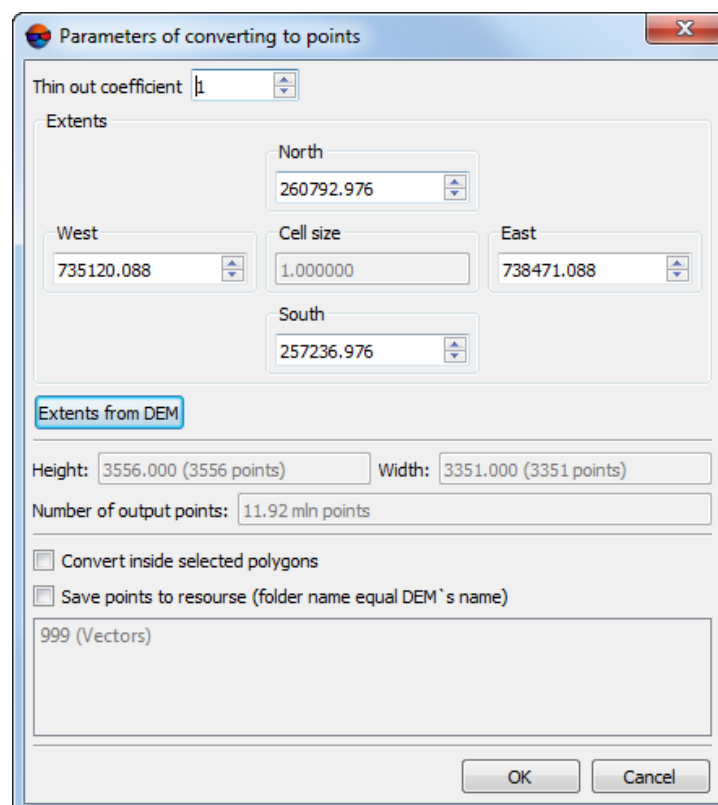 Parameters of converting to points
Thin out coefficient 1
Extents
North
260792.976
West Cell size East
735120.088 1.000000 738471.088
South
257236.976
Extents from DEM
Height: 3556.000 (3556 points) Width: 3351.000 (3351 points)
Number of output points: 11.92 mln points
Convert inside selected polygons
Save points to resourse (folder name equal DEM`s name)
999 (Vectors)
OK Cancel